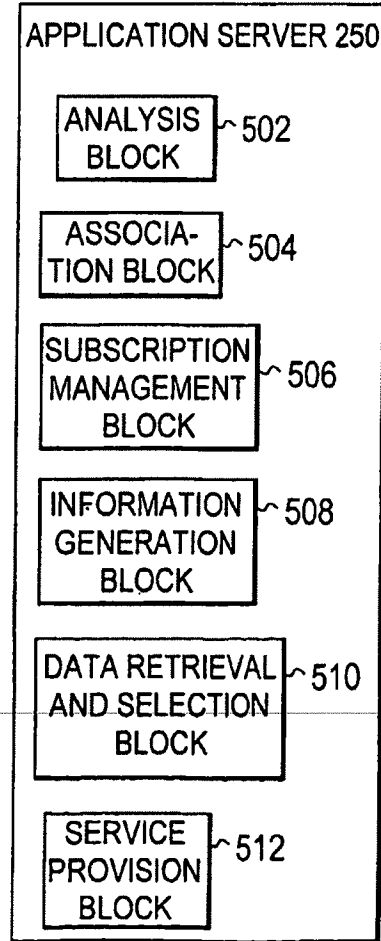 APPLICATION SERVER 250
ANALYSIS
BLOCK
502
ASSOCIA-
TION BLOCK
504
SUBSCRIPTION
MANAGEMENT
BLOCK
506
INFORMATION
GENERATION
BLOCK
508
DATA RETRIEVAL
AND SELECTION
BLOCK
510
SERVICE
PROVISION
BLOCK
512